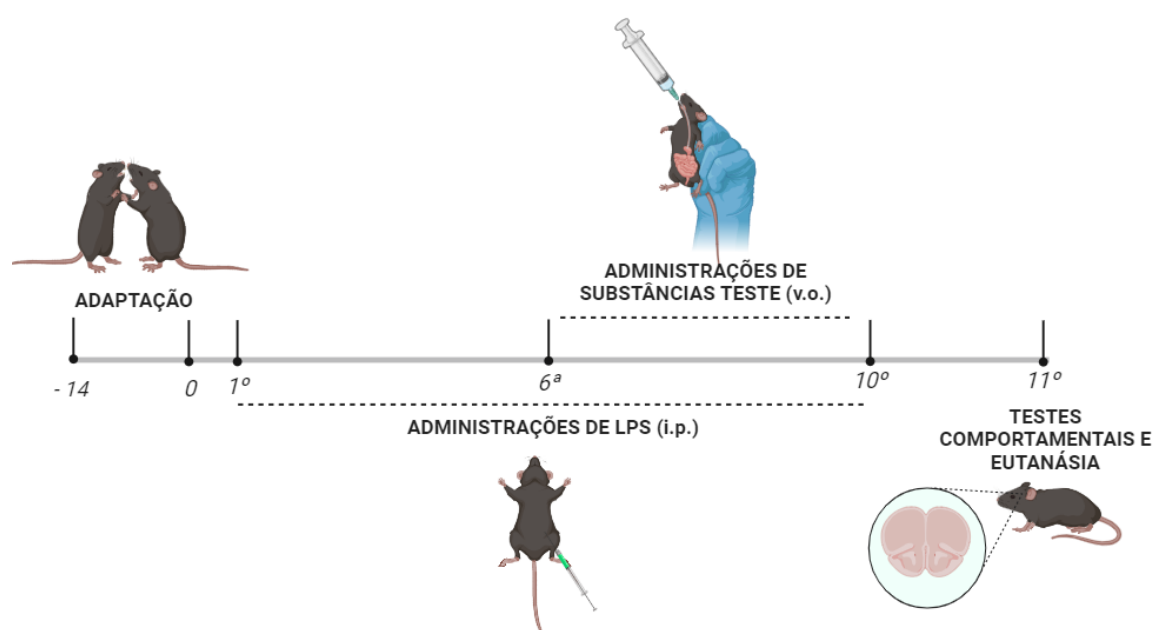 ADMINISTRAÇÕES DE
SUBSTÂNCIAS TESTE (v.o.)
ADAPTAÇÃO
- 14
0
1º
6ª
10º
11º
ADMINISTRAÇÕES DE LPS (i.p.)
TESTES
COMPORTAMENTAIS E
EUTANÁSIA